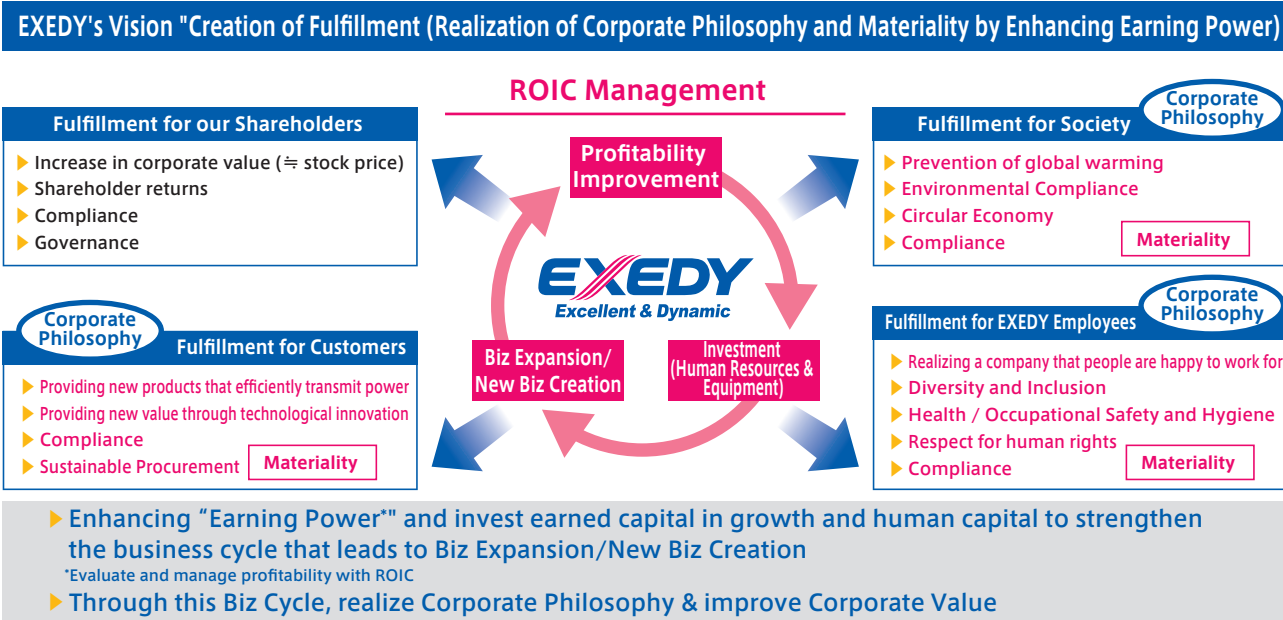 EXEDY's Vision "Creation of Fulfillment (Realization of Corporate Philosophy and Materiality by Enhancing Earning Power)
ROIC Management
Fulfillment for our Shareholders
Increase in corporate value (≒ stock price)
Shareholder returns
Compliance
Governance
Corporate
Philosophy
Fulfillment for Customers
Providing new products that efficiently transmit power
Providing new value through technological innovation
Compliance
Sustainable Procurement
Materiality
Profitability
Improvement
EXEDY
Excellent & Dynamic
Biz Expansion/
New Biz Creation
Investment
(Human Resources &
Equipment)
Corporate
Philosophy
Fulfillment for Society
Prevention of global warming
Environmental Compliance
Circular Economy
Compliance
Materiality
Corporate
Philosophy
Fulfillment for EXEDY Employees
Realizing a company that people are happy to work for
Diversity and Inclusion
Health / Occupational Safety and Hygiene
Respect for human rights
Compliance
Materiality
Enhancing “Earning Power*" and invest earned capital in growth and human capital to strengthen
the business cycle that leads to Biz Expansion/New Biz Creation
*Evaluate and manage profitability with ROIC
Through this Biz Cycle, realize Corporate Philosophy & improve Corporate Value